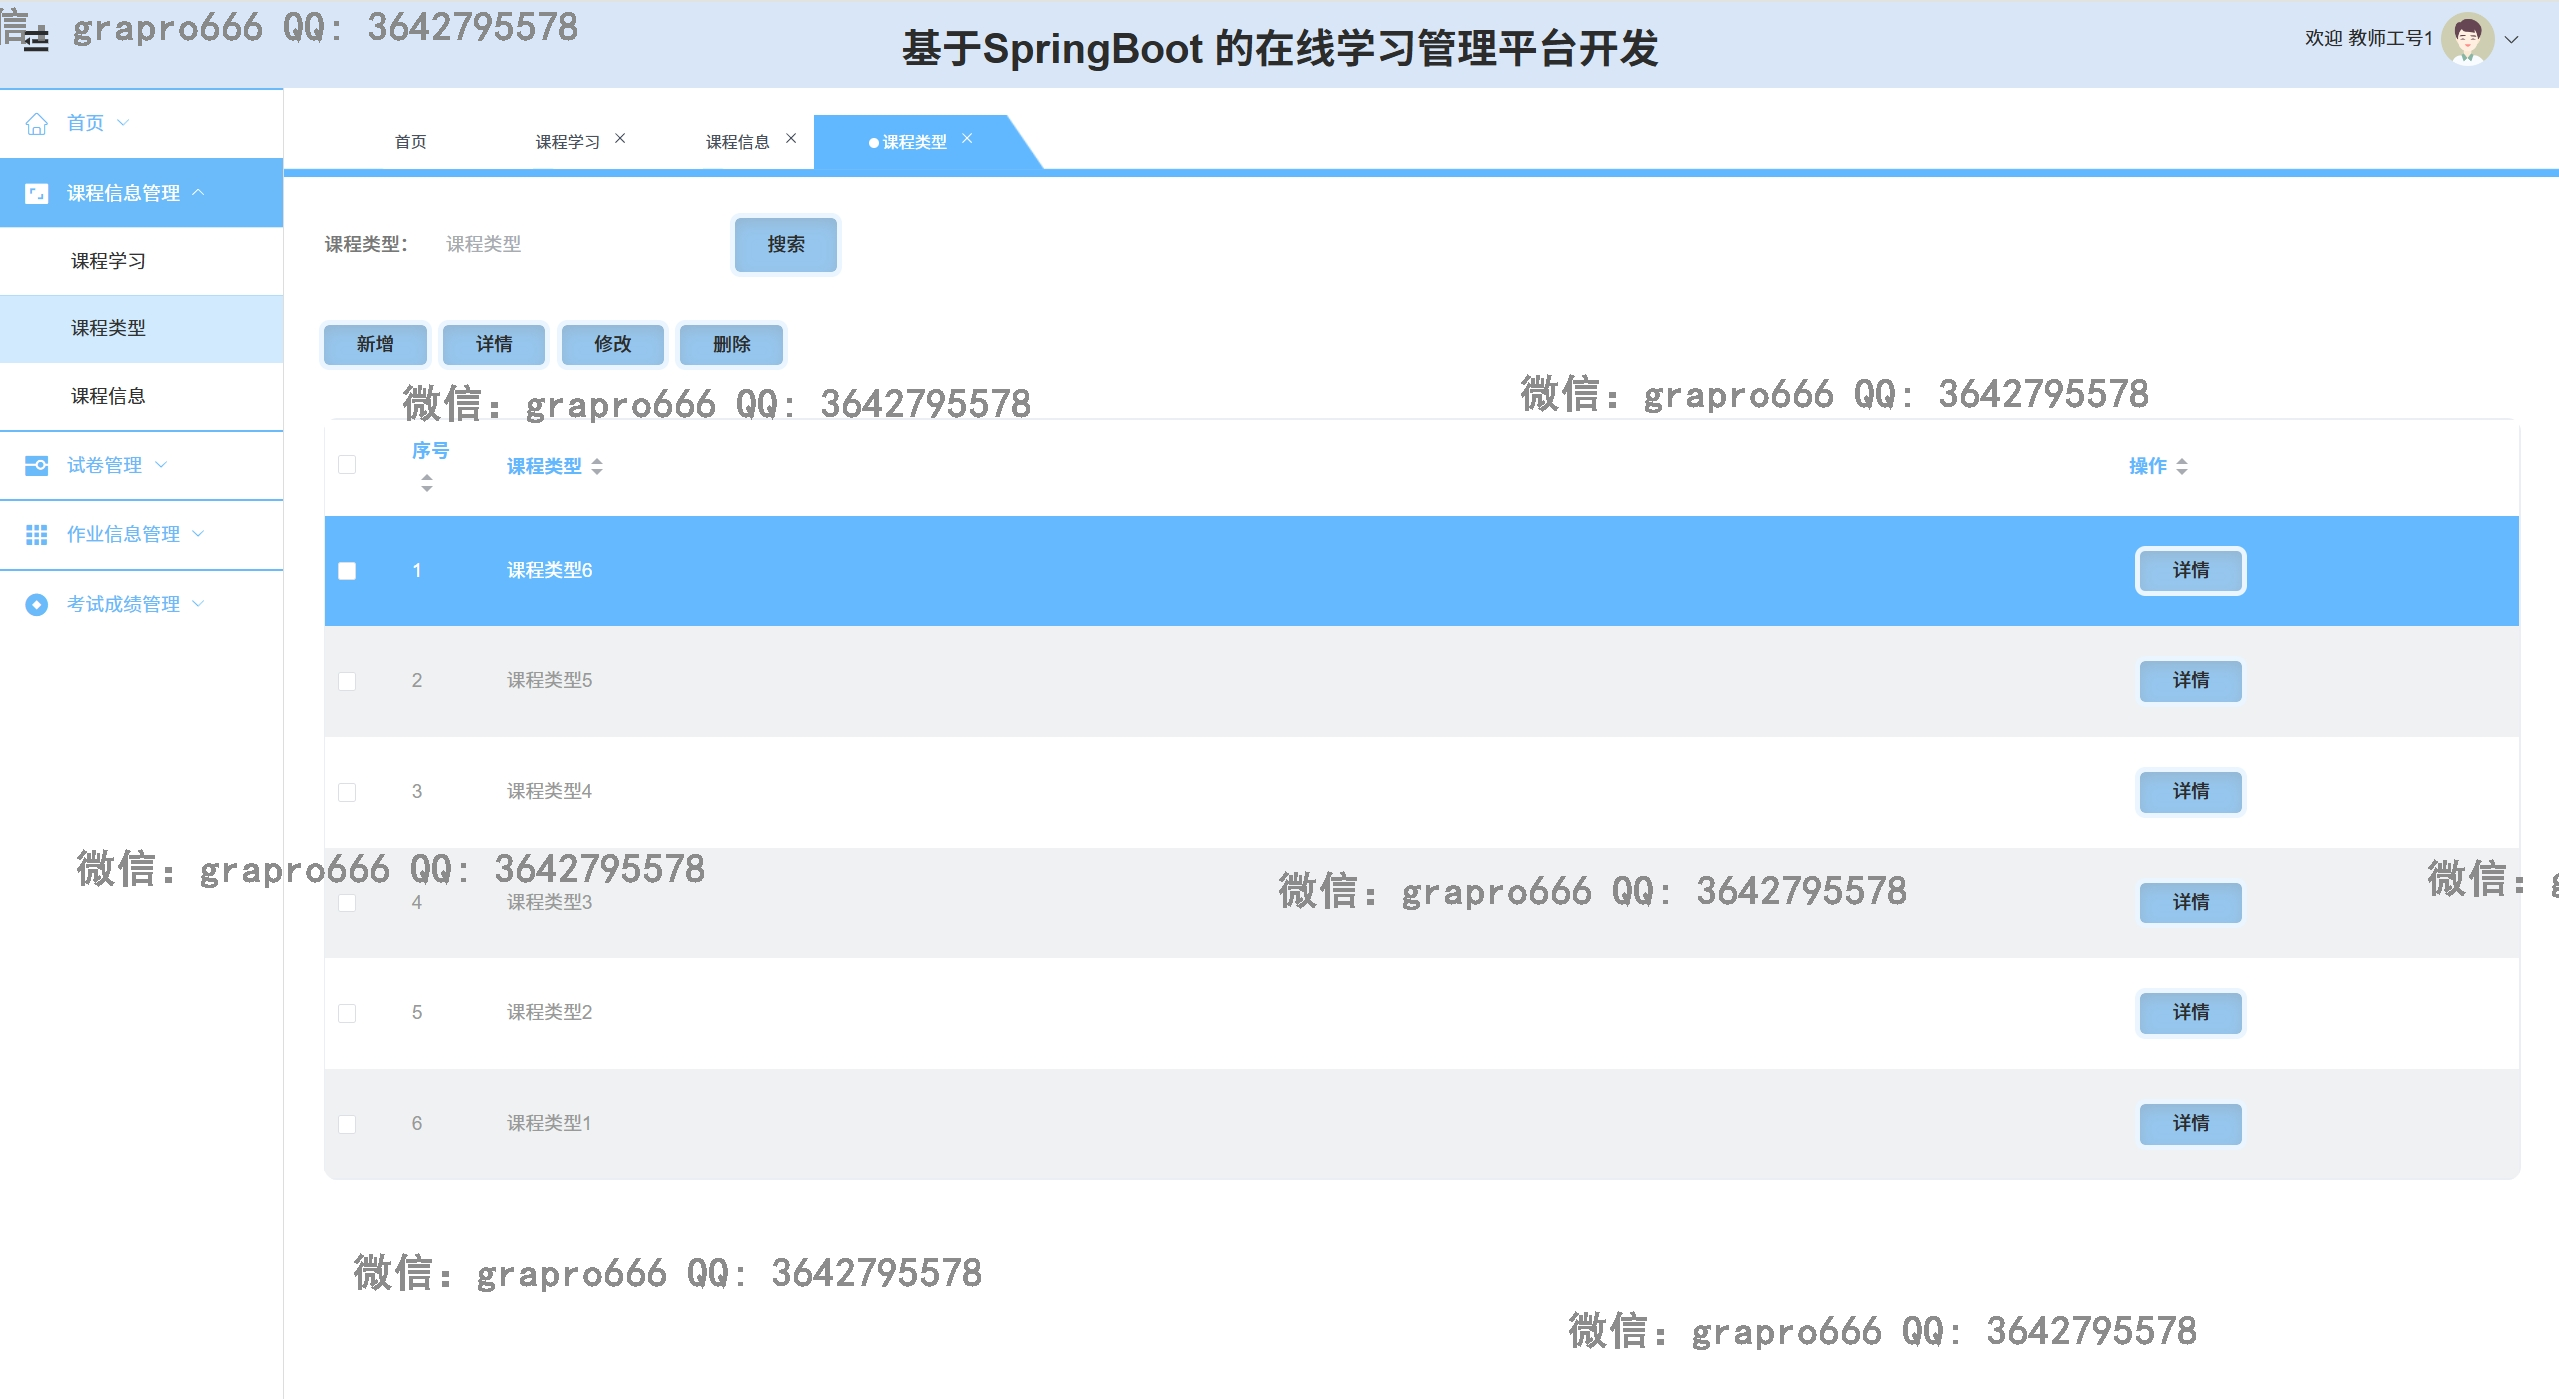 信：grapro666 QQ: 3642795578
基于SpringBoot 的在线学习管理平台开发
欢迎 教师工号1
首页
课程信息管理
课程学习
课程类型
课程信息
试卷管理
作业信息管理
考试成绩管理
首页 课程学习 课程信息 课程类型
课程类型： 课程类型 搜索
新增 详情 修改 删除
微信：grapro666 QQ: 3642795578
微信：grapro666 QQ: 3642795578
序号 课程类型 操作
1 课程类型6 详情
2 课程类型5 详情
3 课程类型4 详情
微信：grapro666 QQ: 3642795578
微信：grapro666 QQ: 3642795578
微信：g
4 课程类型3 详情
5 课程类型2 详情
6 课程类型1 详情
微信：grapro666 QQ: 3642795578
微信：grapro666 QQ: 3642795578